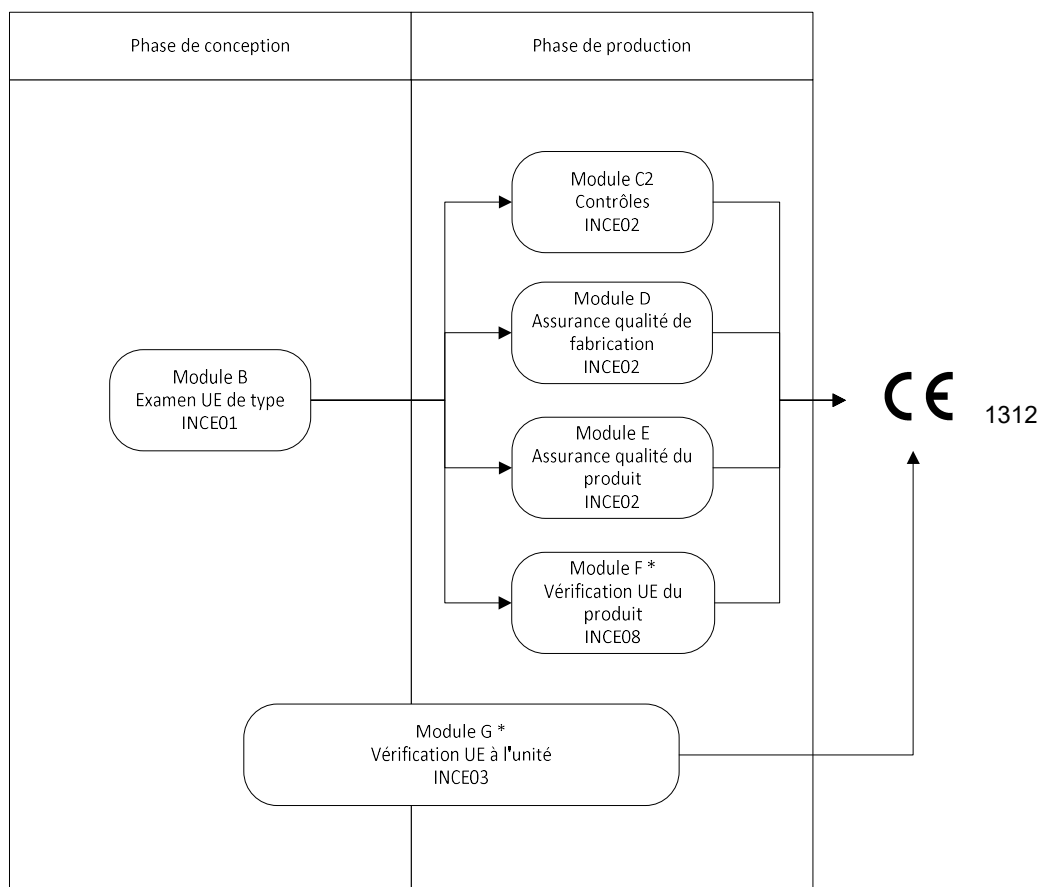 Phase de conception
Phase de production
Module C2
Contrôles
INCE02
Module D
Assurance qualité de
fabrication
INCE02
Module B
Examen UE de type
INCE01
CE 1312
Module E
Assurance qualité du
produit
INCE02
Module F *
Vérification UE du
produit
INCE08
Module G *
Vérification UE à l'unité
INCE03